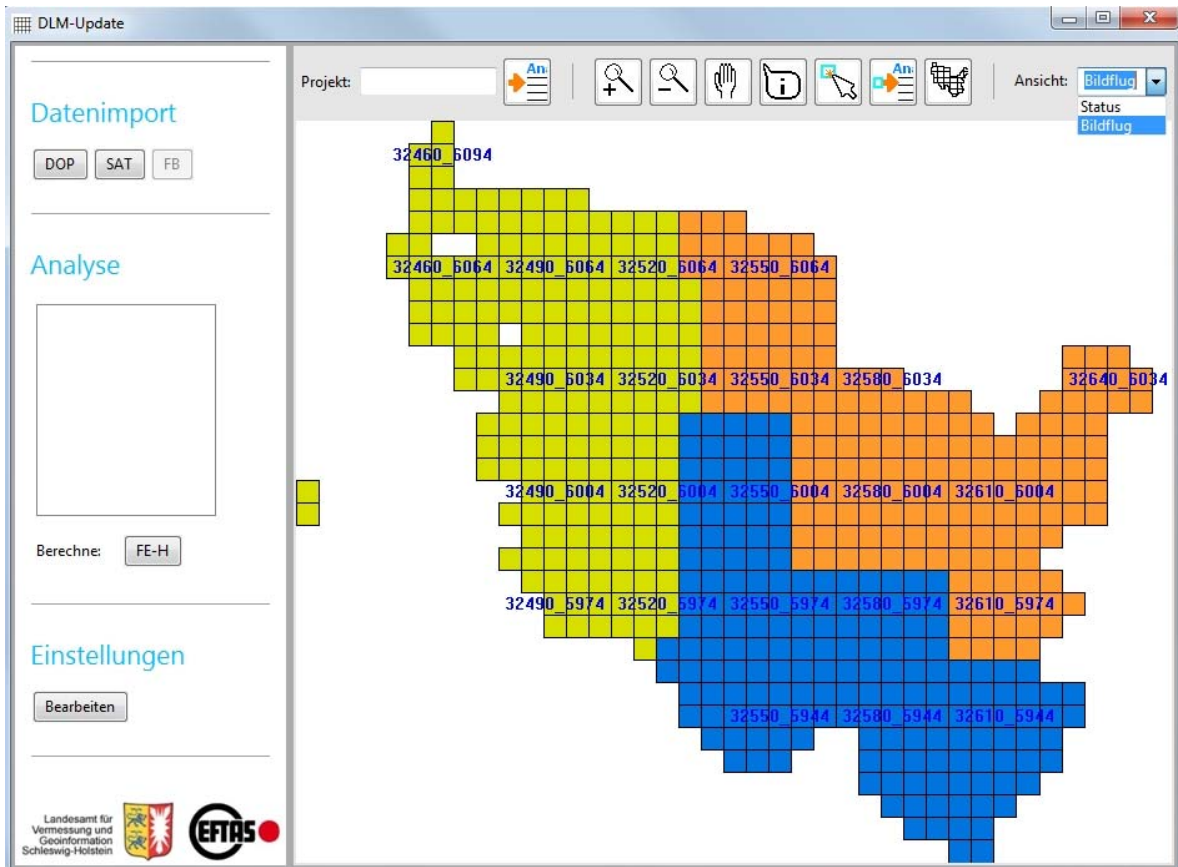 DLM-Update
Datenimport
DOP SAT FB
Analyse
Berechne: FE-H
Einstellungen
Bearbeiten
Landesamt für
Vermessung und
Geoinformation
Schleswig-Holstein
EFTAS
Projekt: An Ansicht: Bildflug
i
An
Status
Bildflug
32460_6094
32460_6064 32490_6064 32520_6064 32550_6064
32490_6034 32520_6034 32550_6034 32580_6034 32640_6034
32490_6004 32520_6004 32550_6004 32580_6004 32610_6004
32490_5974 32520_5974 32550_5974 32580_5974 32610_5974
32550_5944 32580_5944 32610_5944